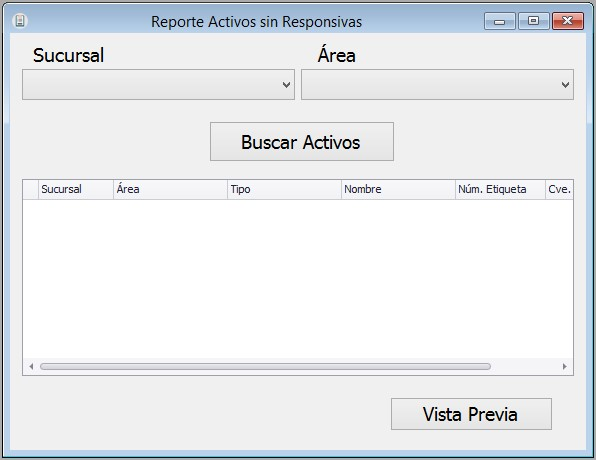 Reporte Activos sin Responsivas
Sucursal Área
Buscar Activos
Sucursal Área Tipo Nombre Núm. Etiqueta Cve.
Vista Previa